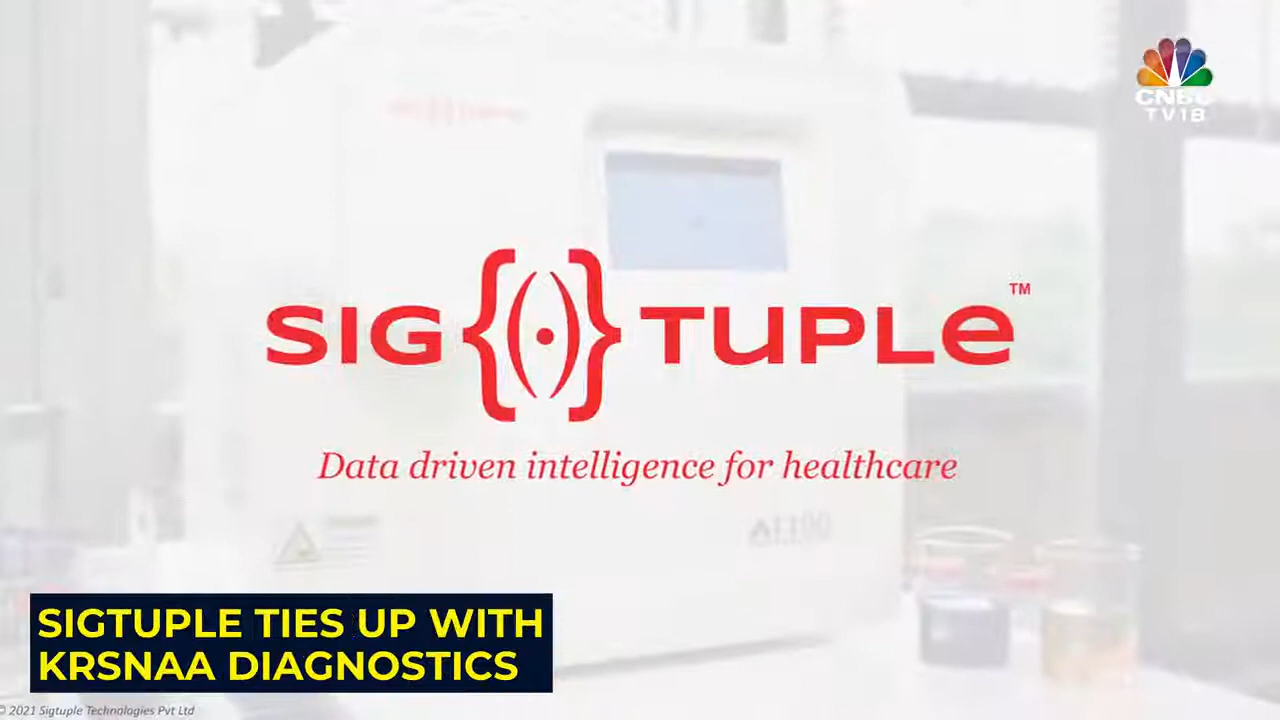 CNBC
TV18
SIG{(·)}TUPLe™
Data driven intelligence for healthcare
SIGTUPLE TIES UP WITH
KRSNAA DIAGNOSTICS
© 2021 Sigtuple Technologies Pvt Ltd